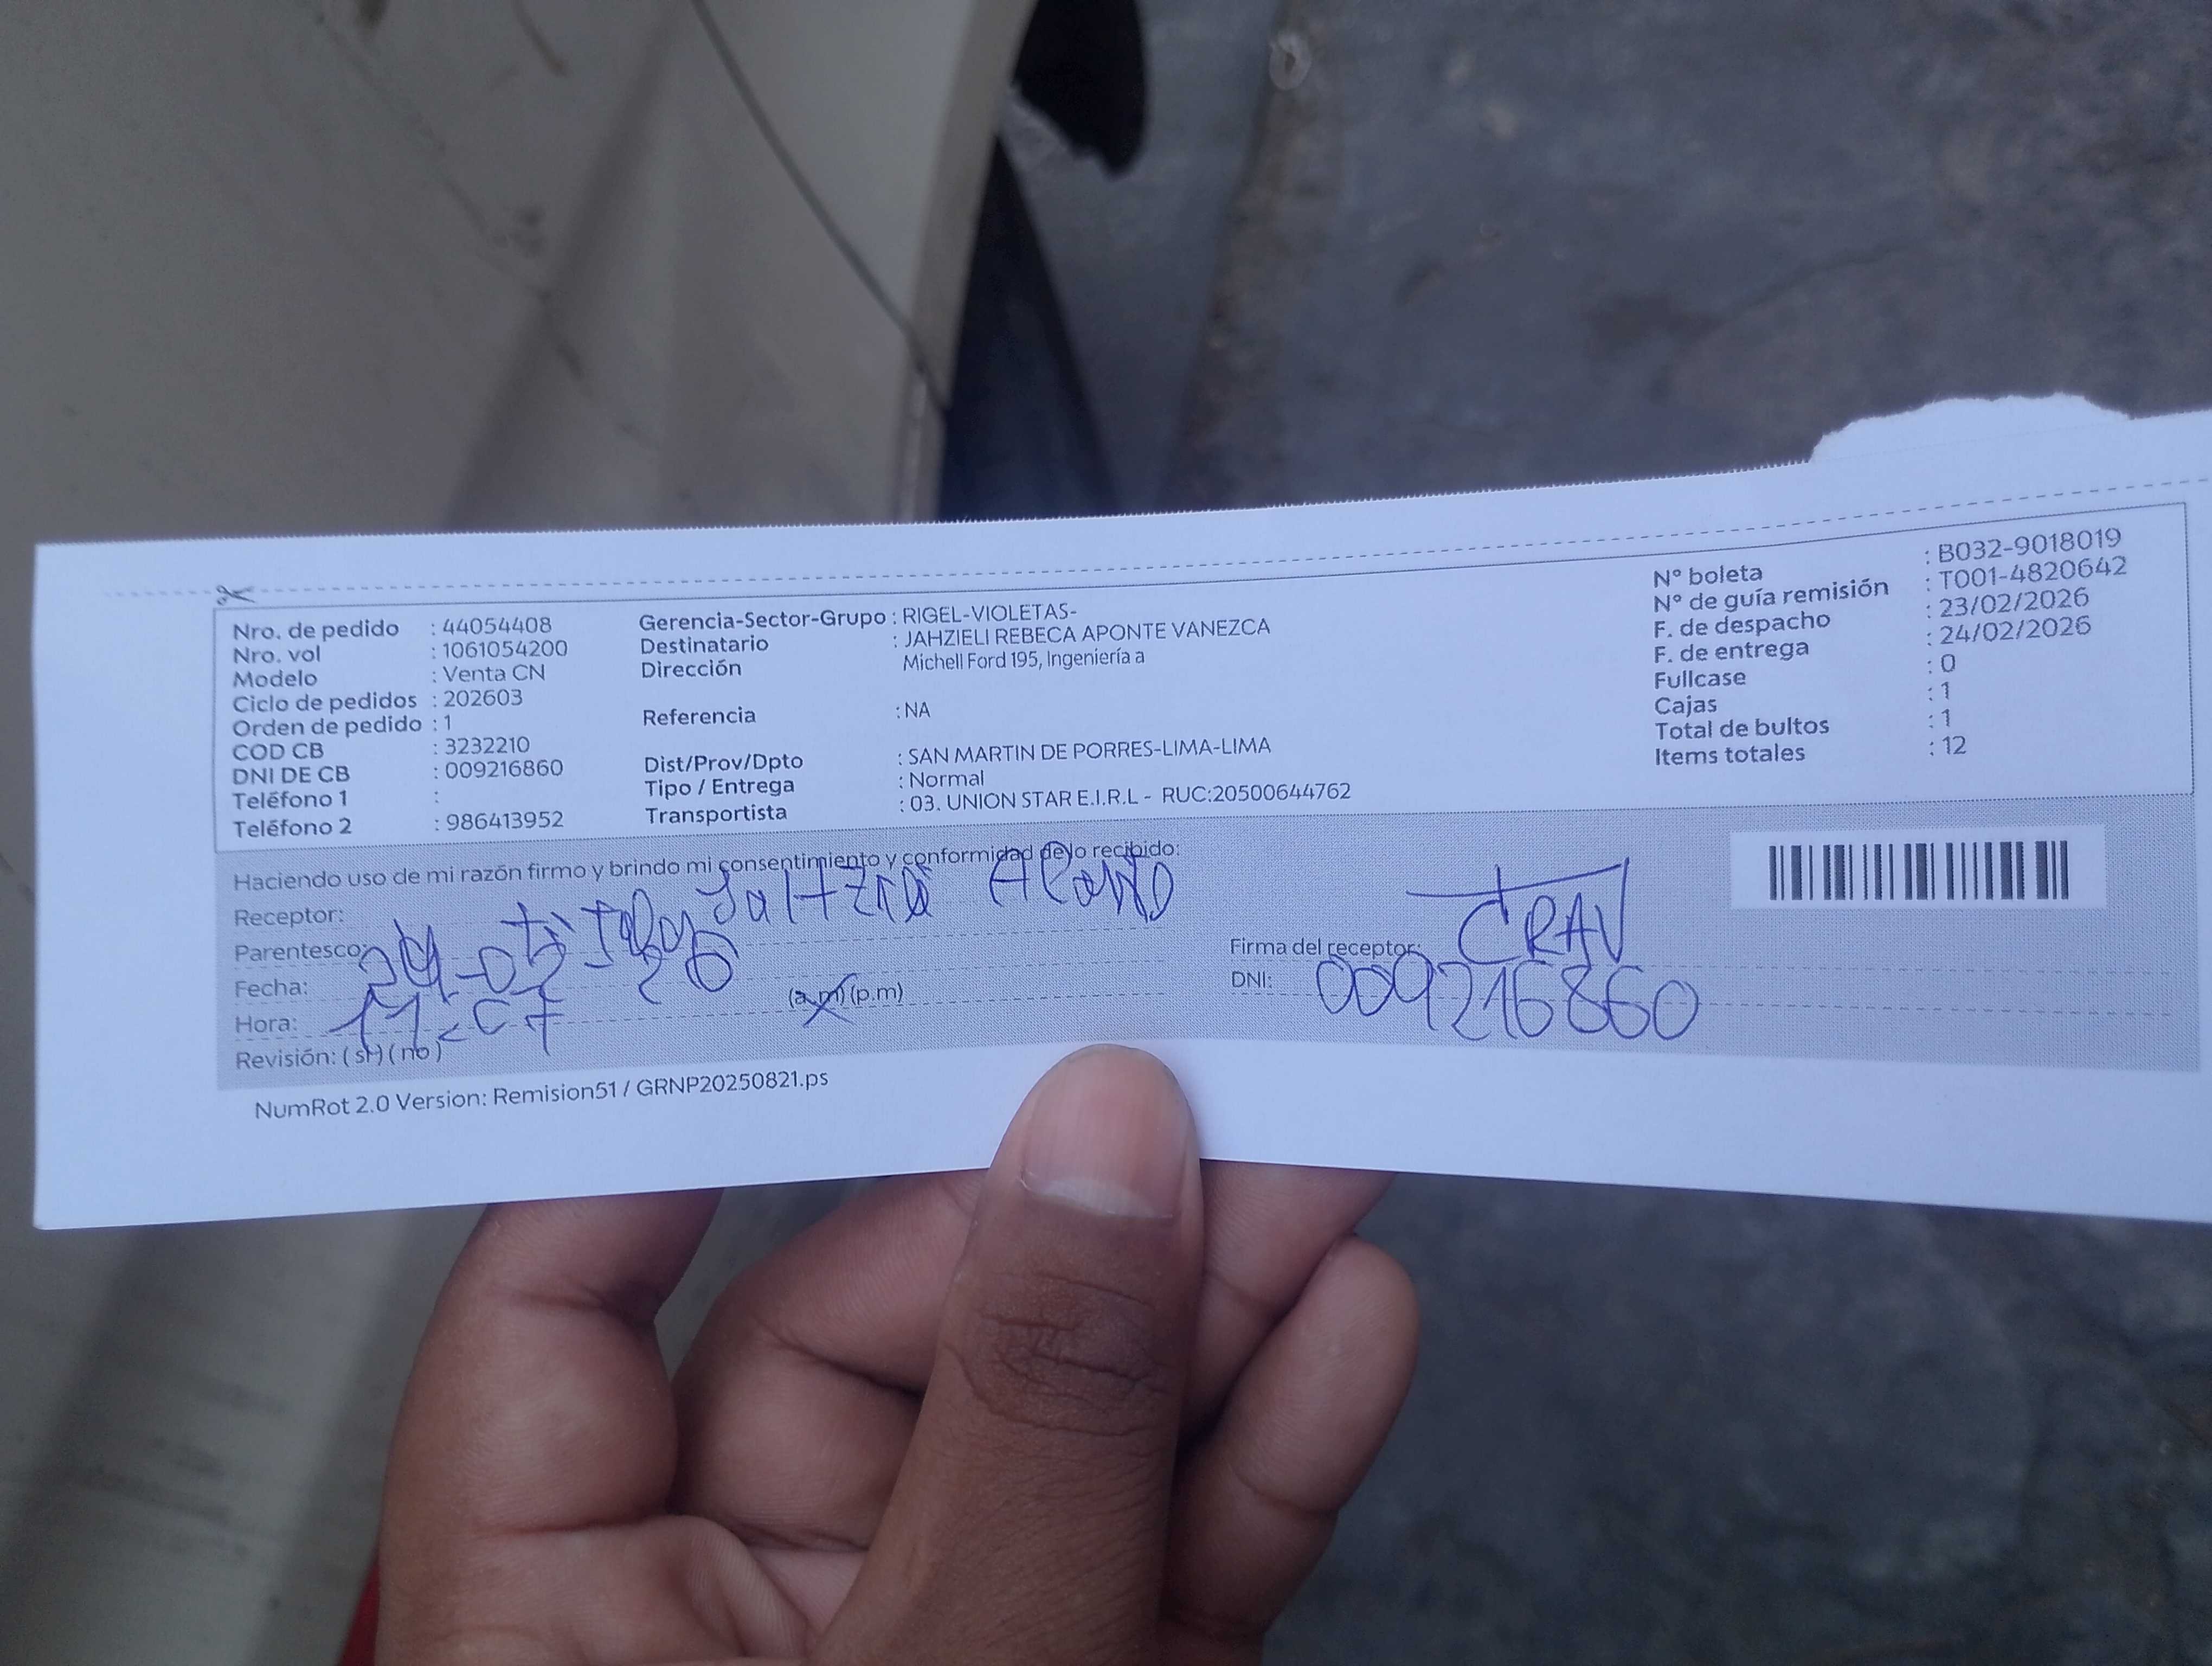 Nro. de pedido : 44054408
Nro. vol : 1061054200
Modelo : Venta CN
Ciclo de pedidos : 202603
Orden de pedido : 1
COD CB : 3232210
DNI DE CB : 009216860
Teléfono 1 :
Teléfono 2 : 986413952
Gerencia-Sector-Grupo : RIGEL-VIOLETAS-
Destinatario : JAHZIELI REBECA APONTE VANEZCA
Dirección Michell Ford 195, Ingeniería a
Referencia : NA
Dist/Prov/Dpto : SAN MARTIN DE PORRES-LIMA-LIMA
Tipo / Entrega : Normal
Transportista : 03. UNION STAR E.I.R.L - RUC:20500644762
Nº boleta : B032-9018019
Nº de guía remisión : T001-4820642
F. de despacho : 23/02/2026
F. de entrega : 24/02/2026
Fullcase : 0
Cajas : 1
Total de bultos : 1
Items totales : 12
Haciendo uso de mi razón firmo y brindo mi consentimiento y conformidad de lo recibido:
Receptor:
Parentesco:
Fecha:
Hora: (a.m) (p.m)
Revisión: (si) (no)
Firma del receptor:
DNI: 009216860
NumRot 2.0 Version: Remision51 / GRNP20250821.ps